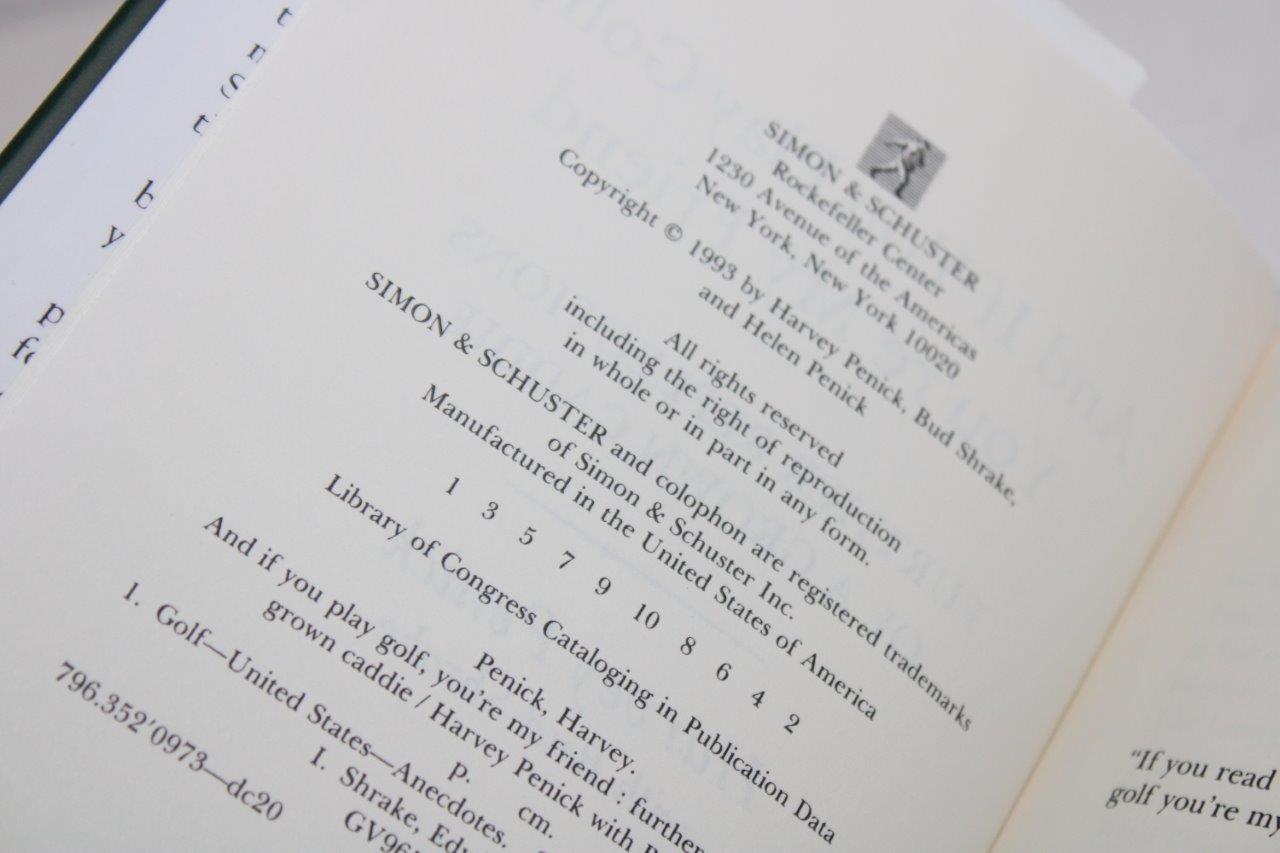 SIMON & SCHUSTER
Rockefeller Center
1230 Avenue of the Americas
New York, New York 10020
Copyright © 1993 by Harvey Penick, Bud Shrake,
and Helen Penick
All rights reserved
including the right of reproduction
in whole or in part in any form.
SIMON & SCHUSTER and colophon are registered trademarks
of Simon & Schuster Inc.
Manufactured in the United States of America
1 3 5 7 9 10 8 6 4 2
Library of Congress Cataloging in Publication Data
Penick, Harvey.
And if you play golf, you're my friend : further
grown caddie / Harvey Penick with
p. cm.
1. Golf—United States—Anecdotes.
I. Shrake,
796.352'0973—dc20
"If you read
golf you're my